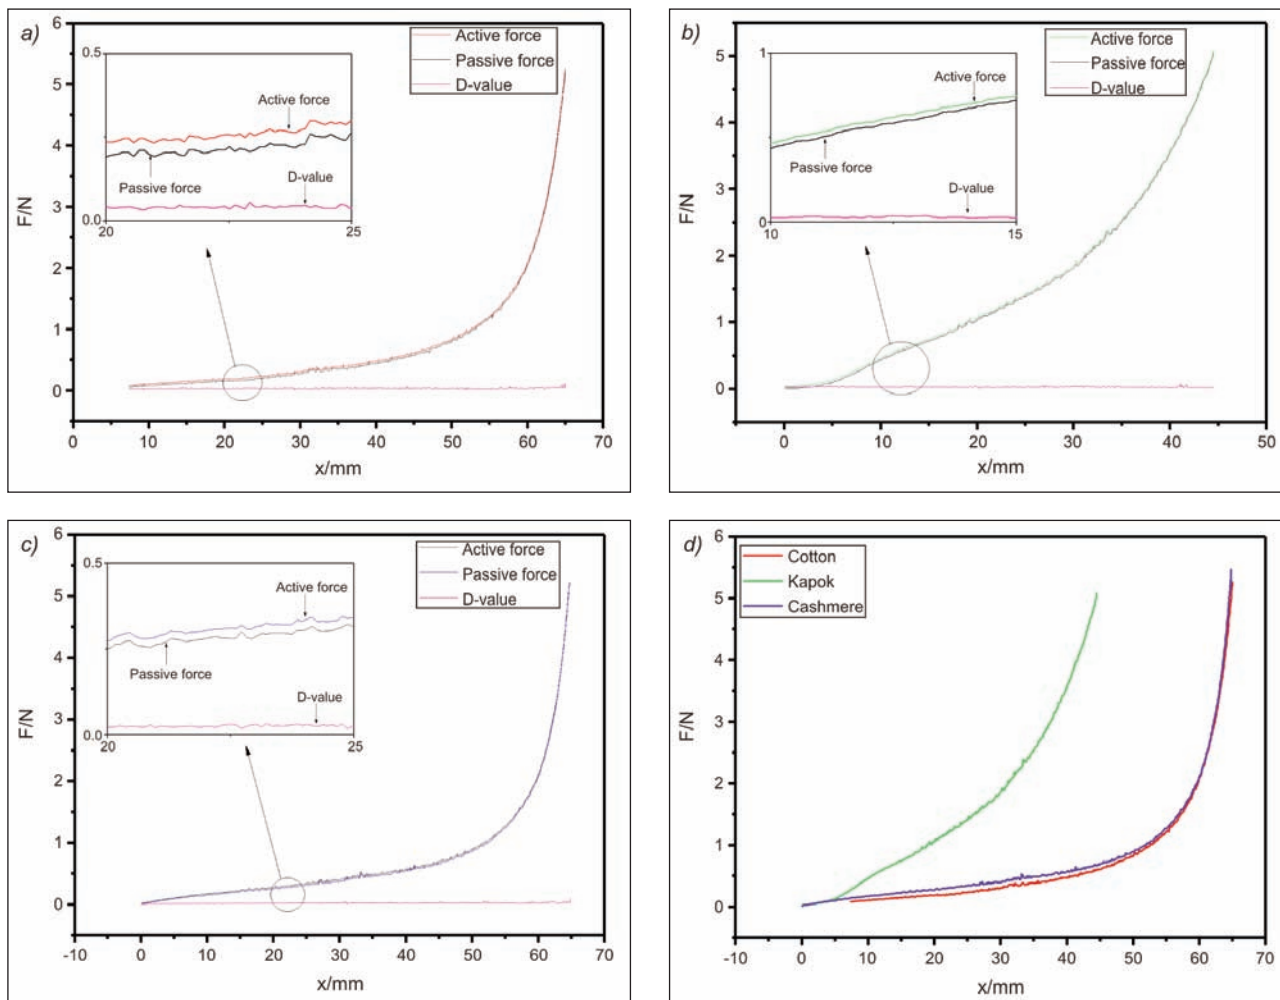 a)
Active force
Passive force
D-value
0.5
Active force
Passive force
D-value
0.0
20
25
6
5
4
3
2
1
0
F/N
0 10 20 30 40 50 60 70
x/mm
b)
Active force
Passive force
D-value
1
Active force
Passive force
D-value
0
10
15
5
4
3
2
1
0
F/N
0 10 20 30 40 50
x/mm
c)
Active force
Passive force
D-value
0.5
Active force
Passive force
D-value
0.0
20
25
6
5
4
3
2
1
0
F/N
-10 0 10 20 30 40 50 60 70
x/mm
d)
Cotton
Kapok
Cashmere
6
5
4
3
2
1
0
F/N
-10 0 10 20 30 40 50 60 70
x/mm